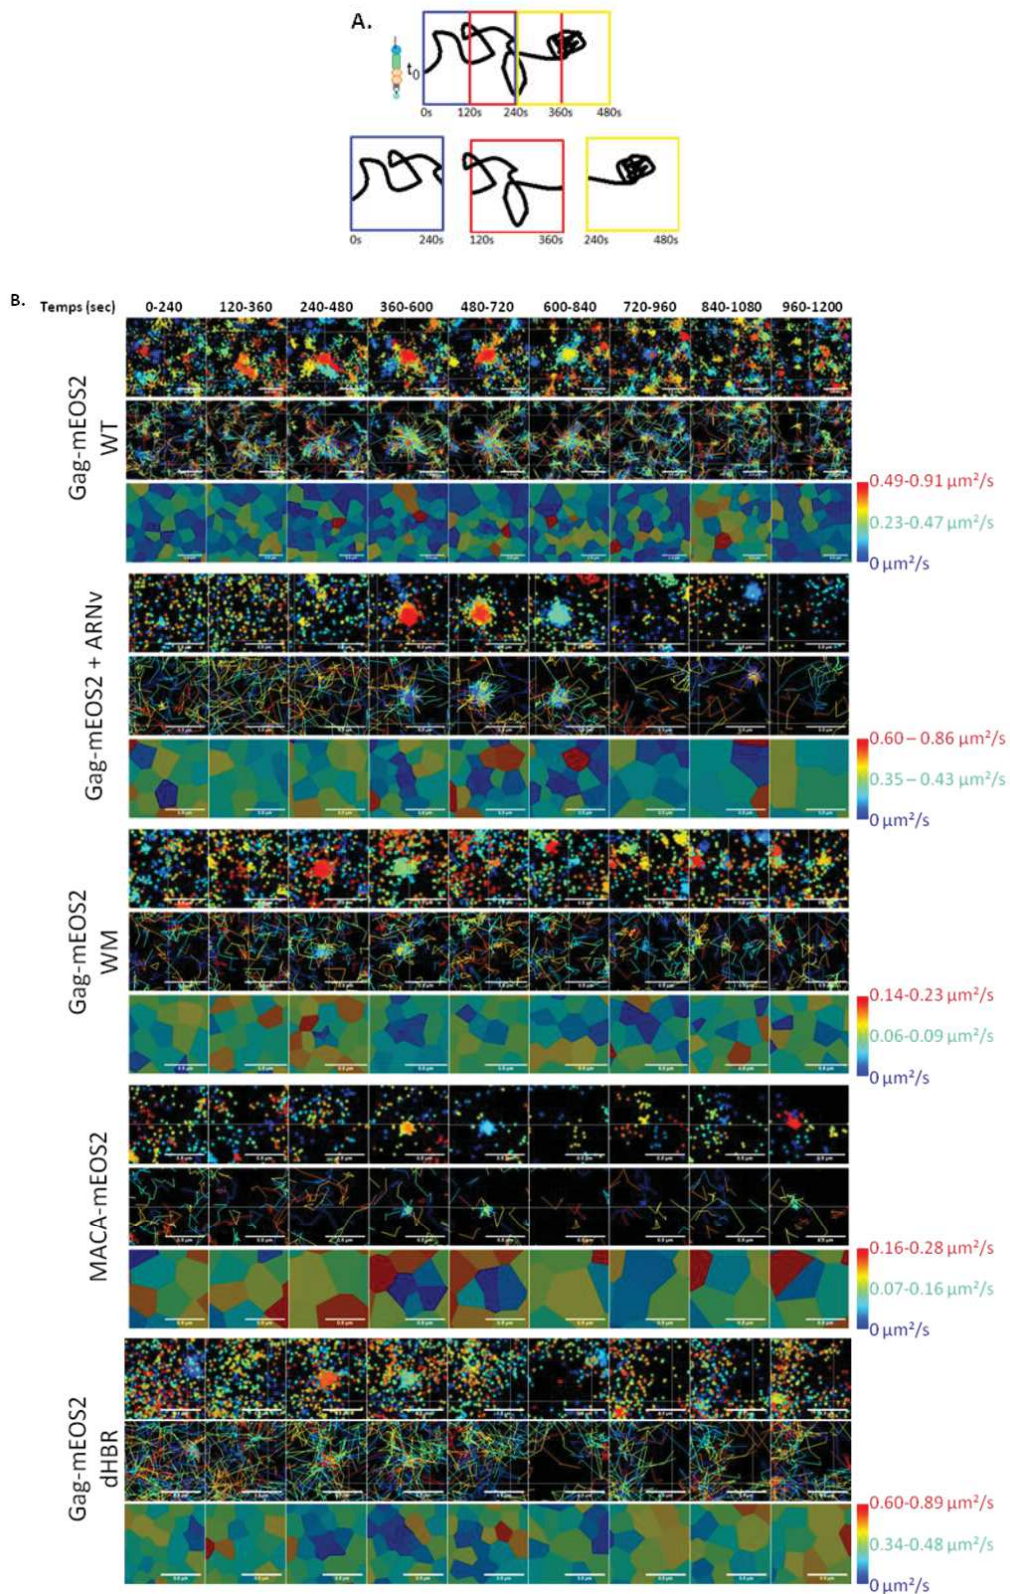 A.
t0
0s 120s 240s 360s 480s
0s 240s 120s 360s 240s 480s
B.
Temps (sec) 0-240 120-360 240-480 360-600 480-720 600-840 720-960 840-1080 960-1200
Gag-mEOS2
WT
0.49-0.91 µm²/s
0.23-0.47 µm²/s
0 µm²/s
Gag-mEOS2 + ARNv
0.60 – 0.86 µm²/s
0.35 – 0.43 µm²/s
0 µm²/s
Gag-mEOS2
WM
0.14-0.23 µm²/s
0.06-0.09 µm²/s
0 µm²/s
MACA-mEOS2
0.16-0.28 µm²/s
0.07-0.16 µm²/s
0 µm²/s
Gag-mEOS2
dHBR
0.60-0.89 µm²/s
0.34-0.48 µm²/s
0 µm²/s